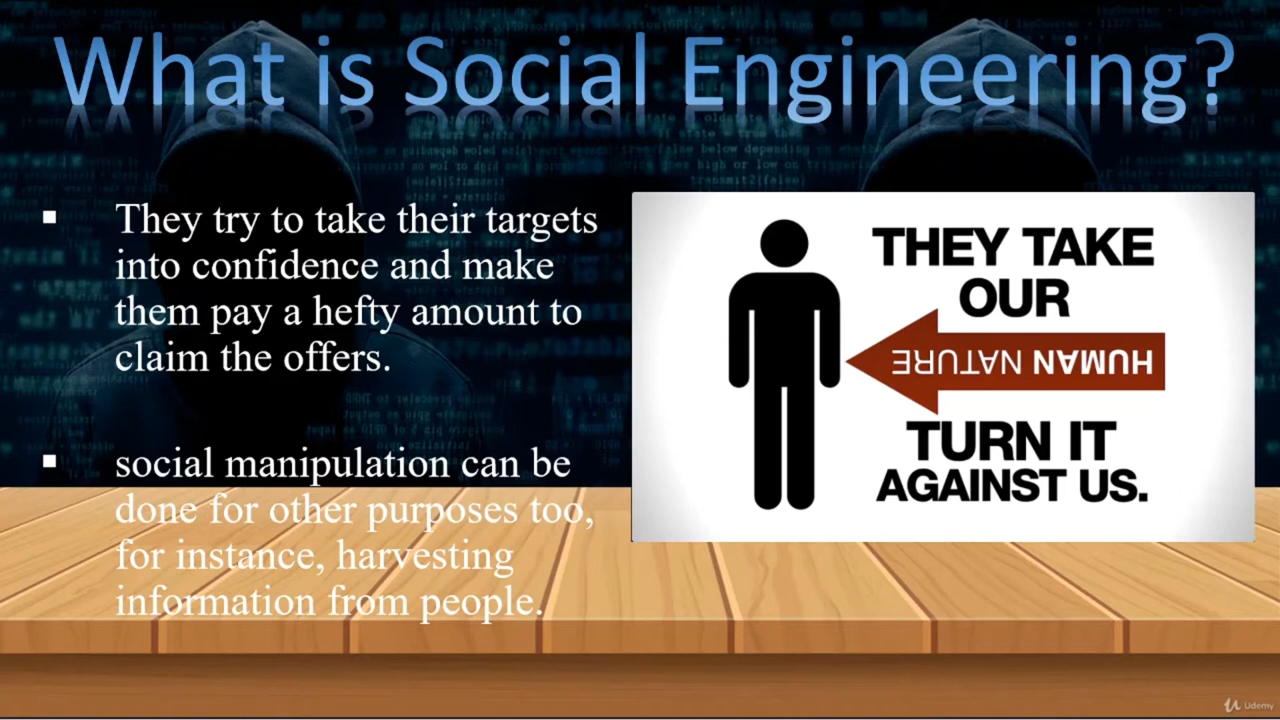 What is Social Engineering?
▪ They try to take their targets
into confidence and make
them pay a hefty amount to
claim the offers.
▪ social manipulation can be
done for other purposes too,
for instance, harvesting
information from people.
THEY TAKE
OUR
HUMAN NATURE
TURN IT
AGAINST US.
Udemy